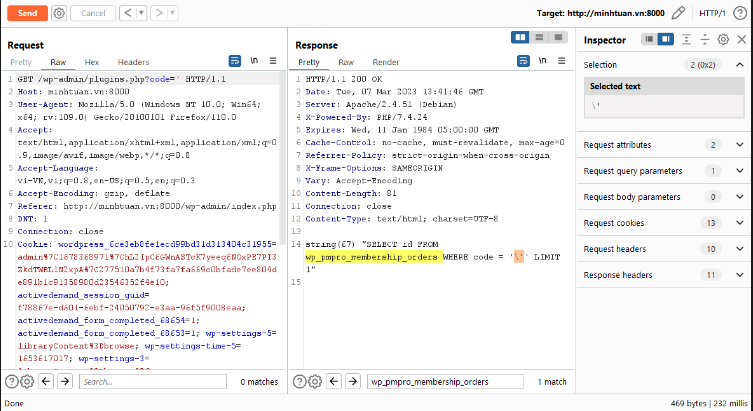 Send
Cancel
Target: http://minhtuan.vn:8000
HTTP/1
Request
Pretty Raw Hex Headers
\n
1 GET /wp-admin/plugins.php?code=' HTTP/1.1
2 Host: minhtuan.vn:8000
3 User-Agent: Mozilla/5.0 (Windows NT 10.0; Win64;
x64; rv:109.0) Gecko/20100101 Firefox/110.0
4 Accept:
text/html,application/xhtml+xml,application/xml;q=0
.9,image/avif,image/webp,*/*;q=0.8
5 Accept-Language:
vi-VN,vi;q=0.8,en-US;q=0.5,en;q=0.3
6 Accept-Encoding: gzip, deflate
7 Referer: http://minhtuan.vn:8000/wp-admin/index.php
8 DNT: 1
9 Connection: close
10 Cookie:
activedemand_session_guid=
f78867e-d601-6ebf-24050792-e3aa-96f5f9008eaa;
activedemand_form_completed_68654=1;
activedemand_form_completed_68653=1; wp-settings-5=
libraryContent%3Dbrowse; wp-settings-time-5=
1653617017; wp-settings-3=
Search...
0 matches
Response
Pretty Raw Render
\n
1 HTTP/1.1 200 OK
2 Date: Tue, 07 Mar 2023 13:41:46 GMT
3 Server: Apache/2.4.51 (Debian)
4 X-Powered-By: PHP/7.4.24
5 Expires: Wed, 11 Jan 1984 05:00:00 GMT
6 Cache-Control: no-cache, must-revalidate, max-age=0
7 Referrer-Policy: strict-origin-when-cross-origin
8 X-Frame-Options: SAMEORIGIN
9 Vary: Accept-Encoding
10 Content-Length: 81
11 Connection: close
12 Content-Type: text/html; charset=UTF-8
13
14 string(67) "SELECT id FROM
wp_pmpro_membership_orders WHERE code = '\'' LIMIT
1"
15
wp_pmpro_membership_orders
1 match
Inspector
Selection 2 (0x2)
Selected text
\'
Request attributes 2
Request query parameters 1
Request body parameters 0
Request cookies 13
Request headers 10
Response headers 11
Done
469 bytes | 232 millis